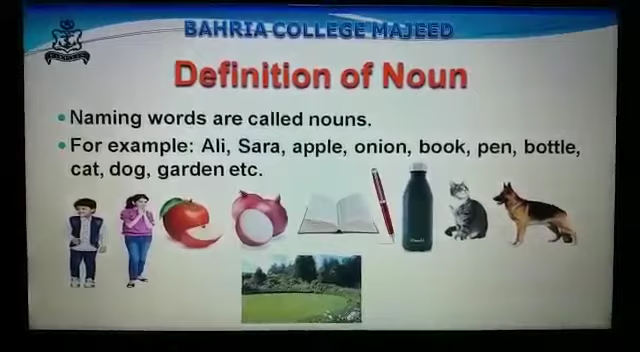 BAHRIA COLLEGE MAJEED
Definition of Noun
• Naming words are called nouns.
• For example: Ali, Sara, apple, onion, book, pen, bottle,
cat, dog, garden etc.